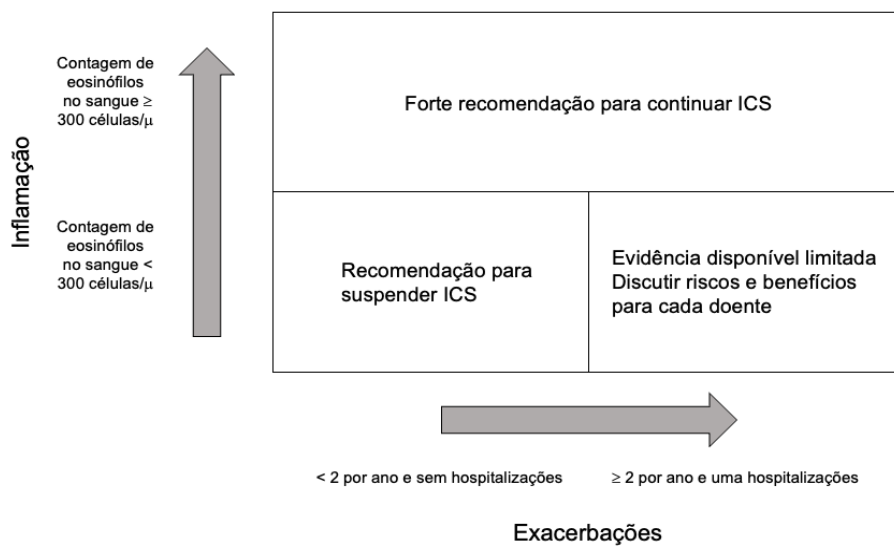 Inflamação
Contagem de
eosinófilos
no sangue ≥
300 células/μ
Forte recomendação para continuar ICS
Contagem de
eosinófilos
no sangue <
300 células/μ
Recomendação para
suspender ICS
Evidência disponível limitada
Discutir riscos e benefícios
para cada doente
< 2 por ano e sem hospitalizações
≥ 2 por ano e uma hospitalizações
Exacerbações